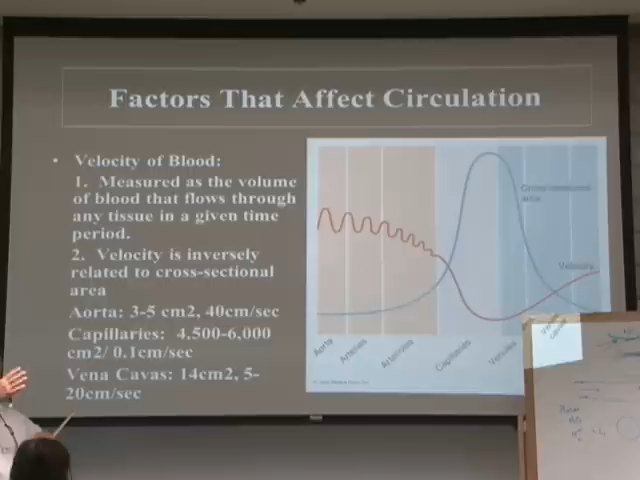 Factors That Affect Circulation
• Velocity of Blood:
1. Measured as the volume
of blood that flows through
any tissue in a given time
period.
2. Velocity is inversely
related to cross-sectional
area
Aorta: 3-5 cm2, 40cm/sec
Capillaries: 4,500-6,000
cm2/ 0.1cm/sec
Vena Cavas: 14cm2, 5-
20cm/sec
Cross-sectional
area
Velocity
Aorta
Arteries
Arterioles
Capillaries
Venules